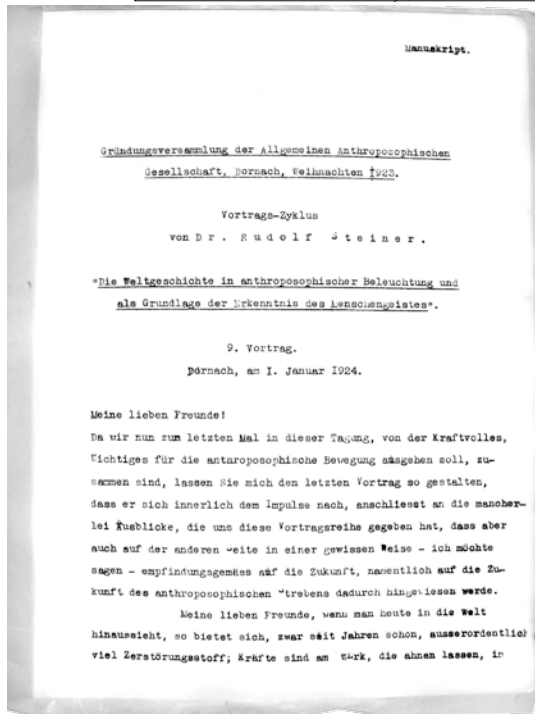 Manuskript.
Gründungsversammlung der Allgemeinen Anthroposophischen
Gesellschaft, Dornach, Weihnachten 1923.
Vortrags-Zyklus
von Dr. Rudolf Steiner.
"Die Weltgeschichte in anthroposophischer Beleuchtung und
als Grundlage der Erkenntnis des Menschengeistes".
9. Vortrag.
Dornach, am I. Januar I924.
Meine lieben Freunde!
Da wir nun zum letzten Mal in dieser Tagung, von der Kraftvolles,
Wichtiges für die anthroposophische Bewegung ausgehen soll, zu-
sammen sind, lassen Sie mich den letzten Vortrag so gestalten,
dass er sich innerlich dem Impulse nach, anschliesst an die mancher-
lei Ausblicke, die uns diese Vortragsreihe gegeben hat, dass aber
auch auf der anderen Seite in einer gewissen Weise - ich möchte
sagen - empfindungsgemäss auf die Zukunft, namentlich auf die Zu-
kunft des anthroposophischen Strebens dadurch hingewiesen werde.
Meine lieben Freunde, wenn man heute in die Welt
hinaussieht, so bietet sich, zwar seit Jahren schon, ausserordentlich
viel Zerstörungsstoff; Kräfte sind am Werk, die ahnen lassen, in